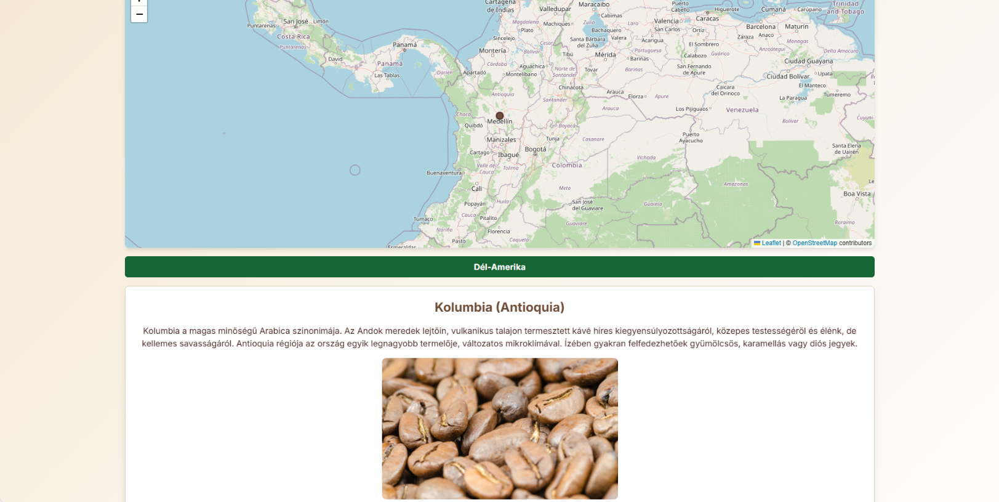 Cartagena
de Indias
Valledupar
Maracaibo
Cabimas
Puerto
Cabello
Higuerote
Cumaná
Carúpano
Trinidad
and Tobago
−
San José
Limón
Puntarenas
Costa Rica
Puntarenas
Magdalena
Plato
Machiques
Zulia
Bachaquero
Lara
Valencia
Caracas
San Carlos
Ortiz
Barcelona
Maturin
Zaraza
Anaco
Monagas
Sincelejo
Bolívar
Cesar
Santa Bárbara
del Zulia
Valera
Acarigua
Portuguesa
El Sombrero
Guárico
Anzoátegui
Delta Amacuro
Panamá
Montería
Tibú
Mérida
Barinas
Calabozo
Ciudad Guayana
David
Panamá
Las Tablas
Darién
Córdoba
Apartadó
Aguachica
Montelibano
Norte de
Santander
Tovar
Barinas
San Fernando
de Apure
Ciudad Bolívar
Upata
El Manteco
Chinácota
Antioquia
Santander
Arauca
Elorza
Apure
Caicara
del Orinoco
La Paragua
Tumeremo
Chocó
Medellín
Quibdó
Arauca
Los Pijiguaos
Venezuela
Bolívar
Cuyuni-
Boyacá
Tunja
Casanare
Puerto
Ayacucho
Manizales
Bogotá
Cartago
Ibagué
Santa Elena
de Uairén
Valle del
Cauca
Tolima
Colombia
Vichada
Buenaventura
Amazonas
Le
Cali
Meta
Boa Vista
Popayán
Huila
San José
del Guaviare
Guainía
Tumaco
Cauca
Pitalito
Guaviare
Roraima
Nariño
Florencia
Pasto
Caquetá
Esmeraldas
Leaflet | © OpenStreetMap contributors
Dél-Amerika
Kolumbia (Antioquia)
Kolumbia a magas minőségű Arabica szinonimája. Az Andok meredek lejtőin, vulkanikus talajon termesztett kávé híres kiegyensúlyozottságáról, közepes testességéről és élénk, de
kellemes savasságáról. Antioquia régiója az ország egyik legnagyobb termelője, változatos mikroklímával. Ízében gyakran felfedezhetőek gyümölcsös, karamellás vagy diós jegyek.